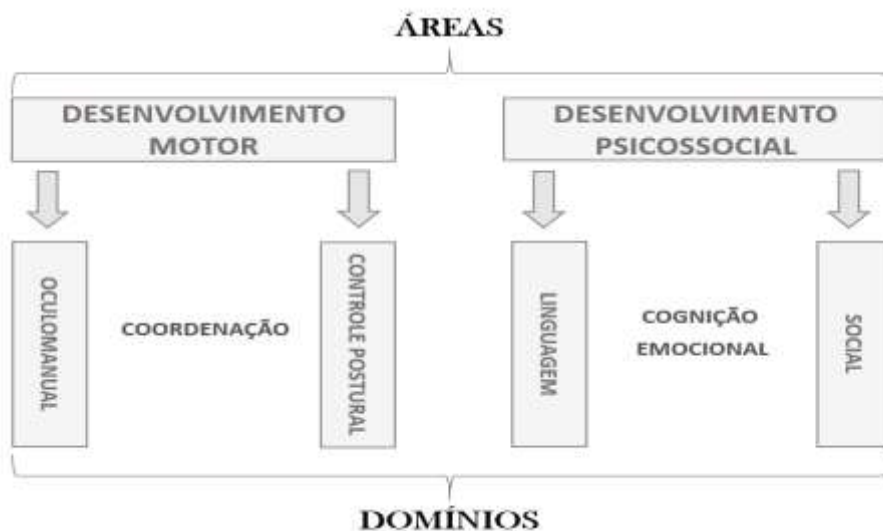 ÁREAS
DESENVOLVIMENTO
MOTOR
DESENVOLVIMENTO
PSICOSSOCIAL
OCULOMANUAL
COORDENAÇÃO
CONTROLE POSTURAL
LINGUAGEM
COGNIÇÃO
EMOCIONAL
SOCIAL
DOMÍNIOS